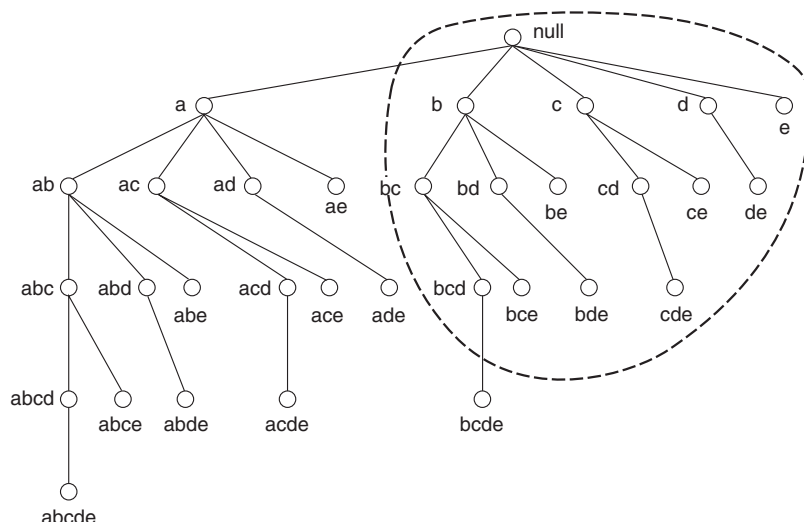 null
a b c d e
ab ac ad ae bc bd be cd ce de
abc abd abe acd ace ade bcd bce bde cde
abcd abce abde acde bcde
abcde